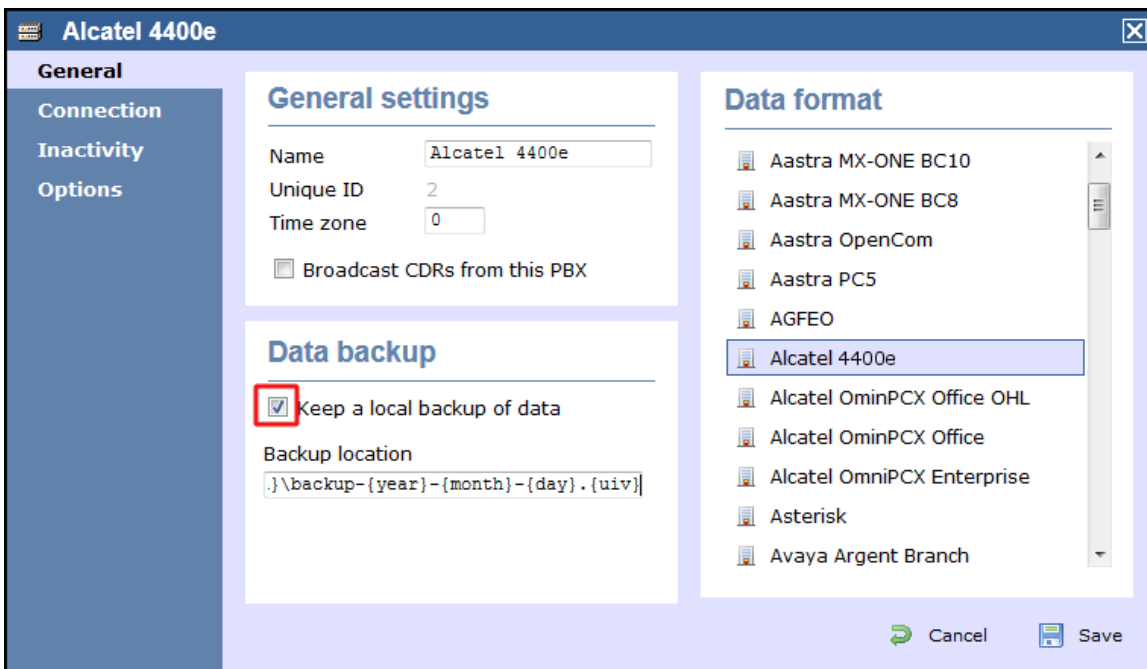 Alcatel 4400e
General
Connection
Inactivity
Options
General settings
Name Alcatel 4400e
Unique ID 2
Time zone 0
Broadcast CDRs from this PBX
Data backup
Keep a local backup of data
Backup location
.}\backup-{year}-{month}-{day}.{uiv}
Data format
Aastra MX-ONE BC10
Aastra MX-ONE BC8
Aastra OpenCom
Aastra PC5
AGFEO
Alcatel 4400e
Alcatel OminPCX Office OHL
Alcatel OminPCX Office
Alcatel OmniPCX Enterprise
Asterisk
Avaya Argent Branch
Cancel Save